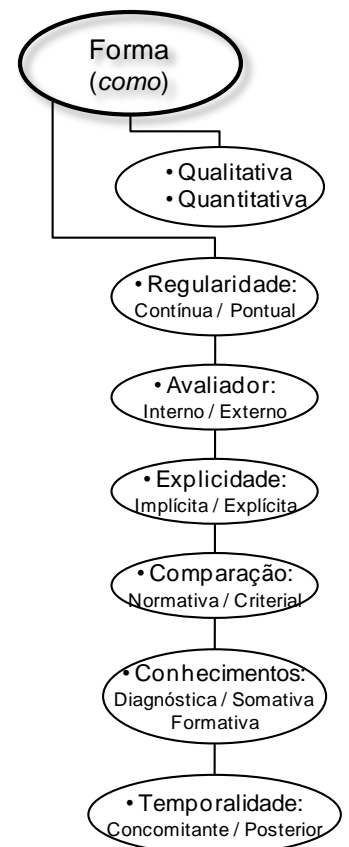 Forma
(como)
• Qualitativa
• Quantitativa
• Regularidade:
Contínua / Pontual
• Avaliador:
Interno / Externo
• Explicidade:
Implícita / Explícita
• Comparação:
Normativa / Criterial
• Conhecimentos:
Diagnóstica / Somativa
Formativa
• Temporalidade:
Concomitante / Posterior